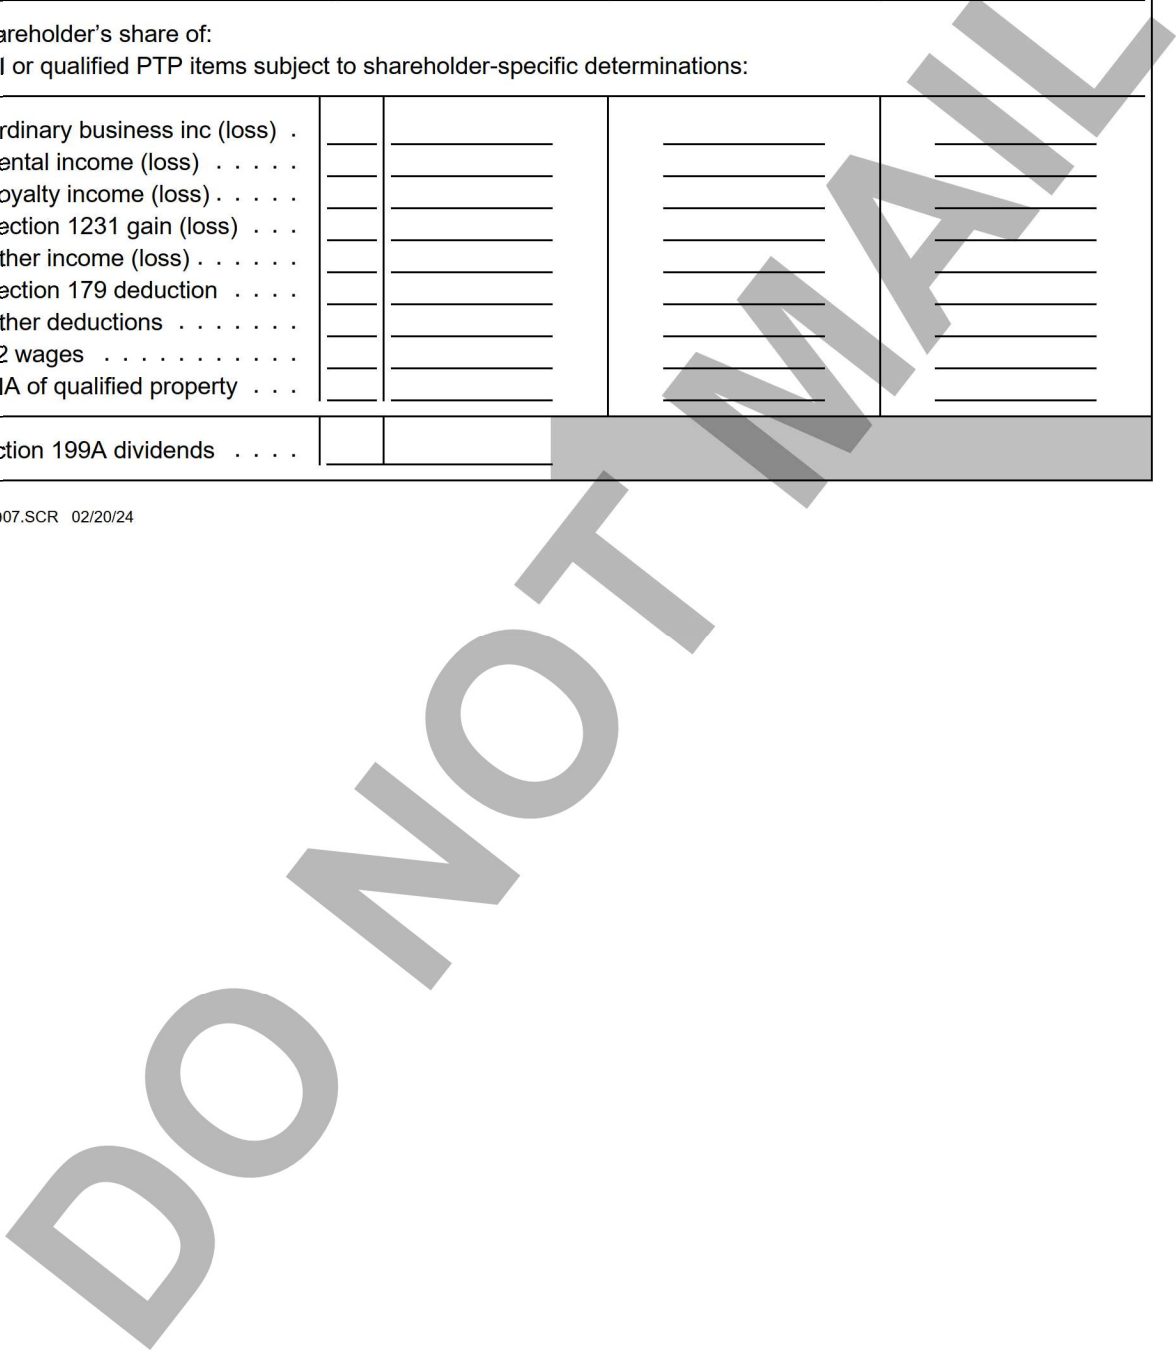 areholder’s share of:
I or qualified PTP items subject to shareholder-specific determinations:
rdinary business inc (loss) .
ental income (loss) . . . . .
oyalty income (loss) . . . . .
ection 1231 gain (loss) . . .
ther income (loss) . . . . . .
ection 179 deduction . . . .
ther deductions . . . . . . .
2 wages . . . . . . . . . . .
IA of qualified property . . .
ction 199A dividends . . . .
07.SCR 02/20/24
DO NOT MAIL